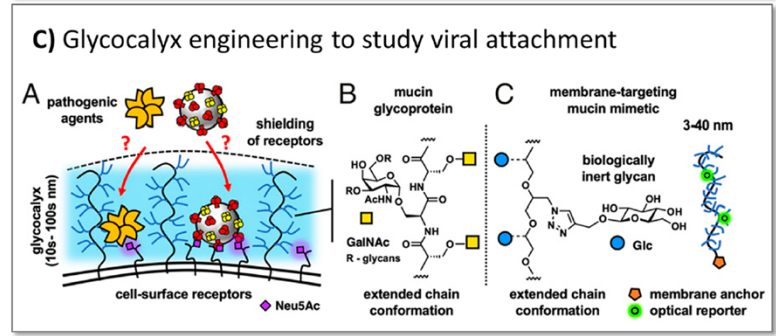 C) Glycocalyx engineering to study viral attachment
A
pathogenic
agents
?
?
shielding
of receptors
glycocalyx
(10s- 100s nm)
cell-surface receptors
Neu5Ac
B
mucin
glycoprotein
OR
HO
O
RO
AcHN
O
O
O
HN
O
NH
O
O
GalNAc
R - glycans
extended chain
conformation
C
membrane-targeting
mucin mimetic
3-40 nm
biologically
inert glycan
O
O
O
O
N
N=N
O
HO
OH
HO
O
OH
OH
Glc
extended chain
conformation
membrane anchor
optical reporter